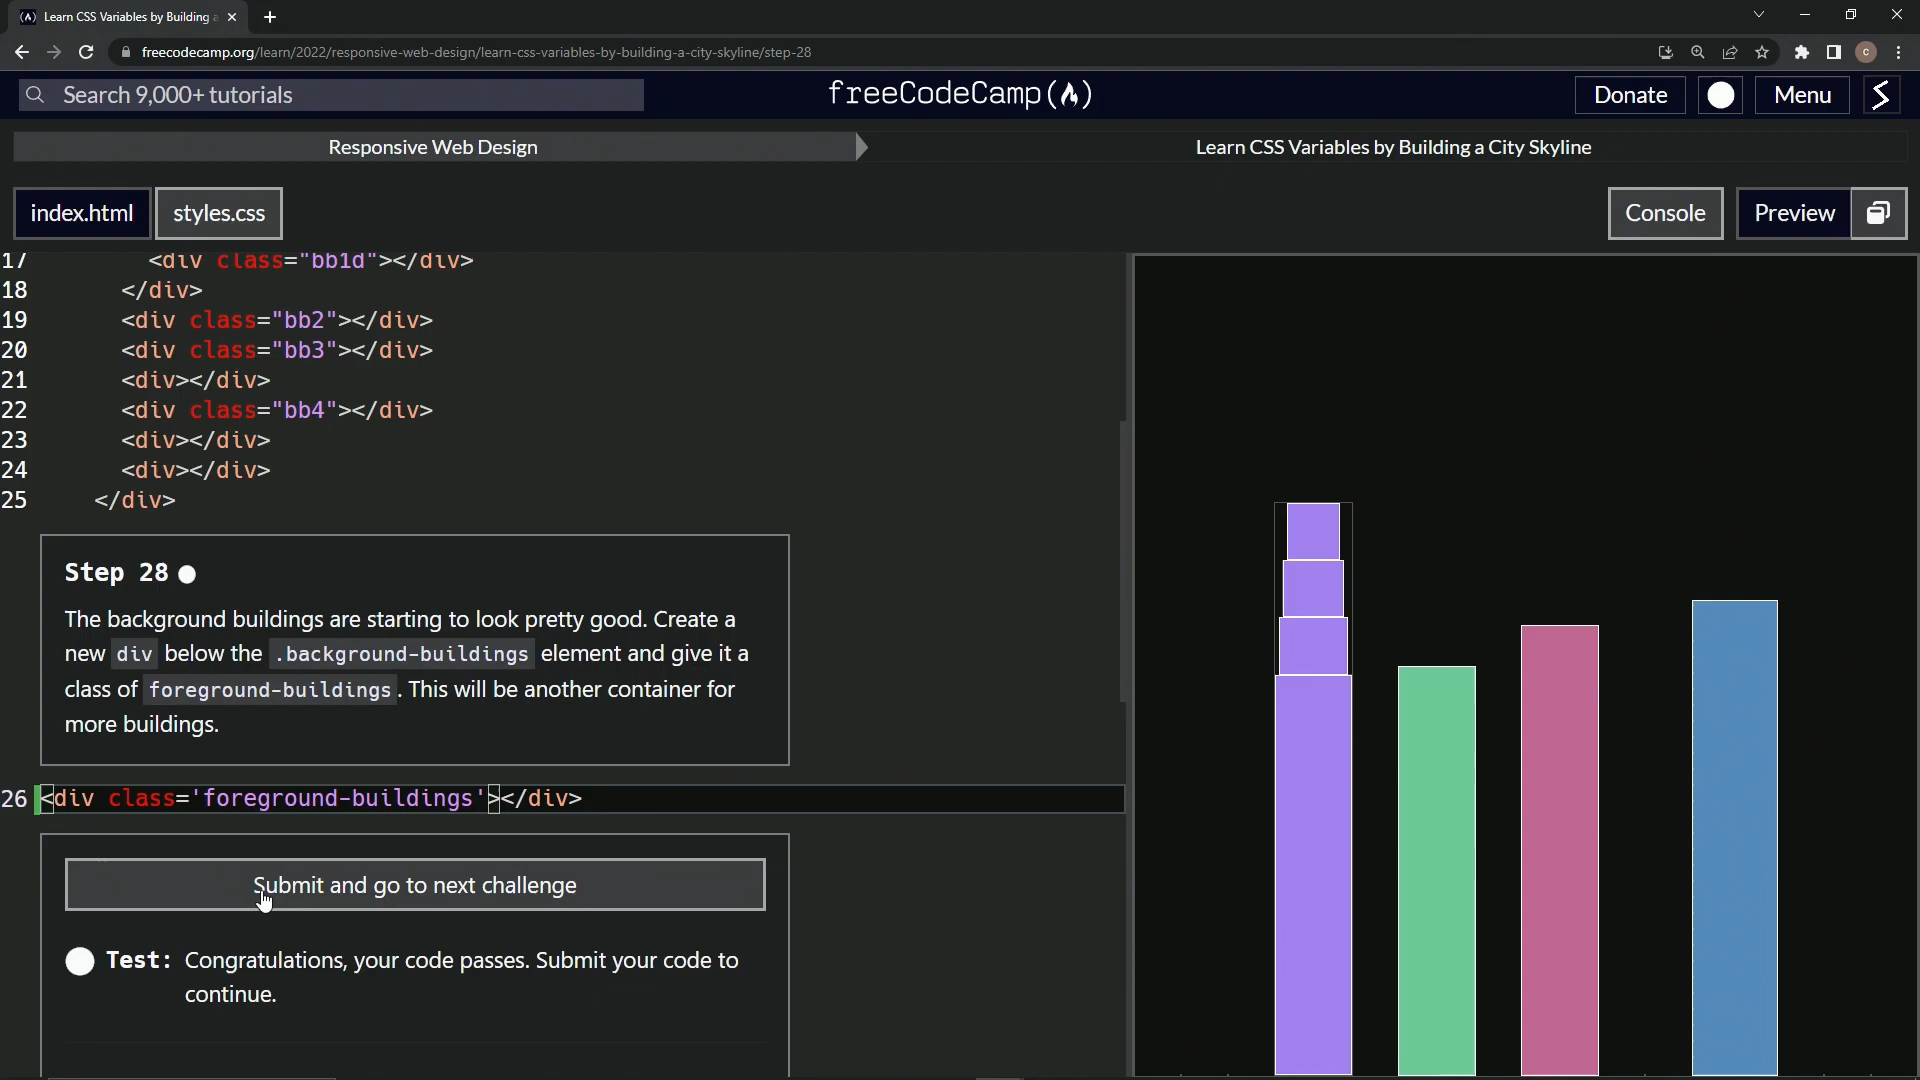 Learn CSS Variables by Building a
freecodecamp.org/learn/2022/responsive-web-design/learn-css-variables-by-building-a-city-skyline/step-28
C
Search 9,000+ tutorials
freeCodeCamp
Donate
Menu
Responsive Web Design
Learn CSS Variables by Building a City Skyline
index.html
styles.css
Console
Preview
17 <div class="bb1d"></div>
18 </div>
19 <div class="bb2"></div>
20 <div class="bb3"></div>
21 <div></div>
22 <div class="bb4"></div>
23 <div></div>
24 <div></div>
25 </div>
Step 28
The background buildings are starting to look pretty good. Create a
new div below the .background-buildings element and give it a
class of foreground-buildings. This will be another container for
more buildings.
26 <div class='foreground-buildings'></div>
Submit and go to next challenge
Test: Congratulations, your code passes. Submit your code to
continue.